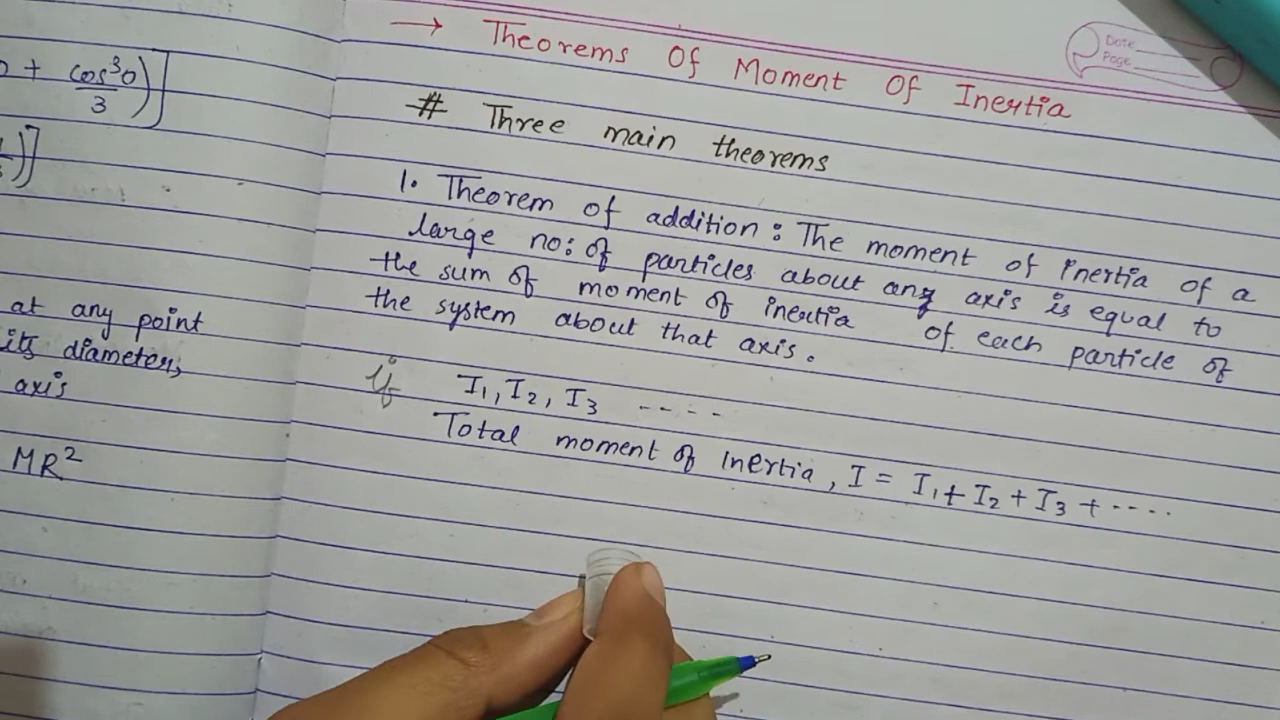 θ + cos³θ/3)]
)]
at any point
its diameter,
axis
MR²
Date
Page
→ Theorems Of Moment Of Inertia
# Three main theorems
1. Theorem of addition : The moment of inertia of a
large no: of particles about any axis is equal to
the sum of moment of inertia of each particle of
the system about that axis.
if I₁, I₂, I₃ ----
Total moment of Inertia, I = I₁ + I₂ + I₃ + ----